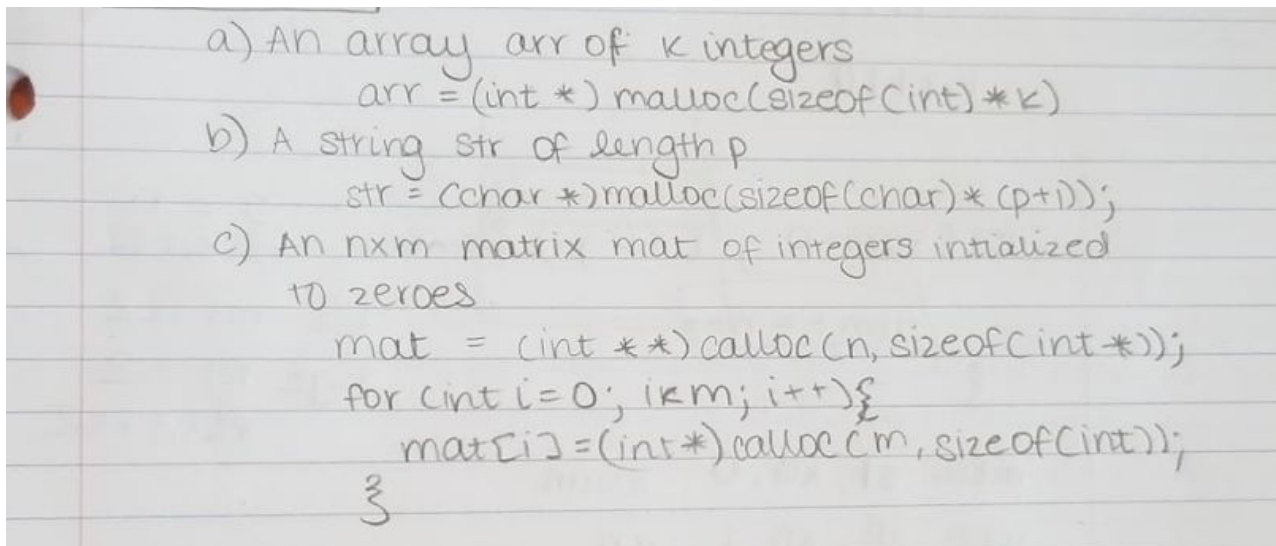 a) An array arr of k integers
arr = (int *) malloc(sizeof(int) * k)
b) A string str of length p
str = (char *)malloc(sizeof(char)* (p+1));
c) An nxm matrix mat of integers intialized
to zeroes
mat = (int **) calloc(n, sizeof(int *));
for (int i=0; i<m; i++){
mat[i] = (int*) calloc (m, sizeof(int));
}